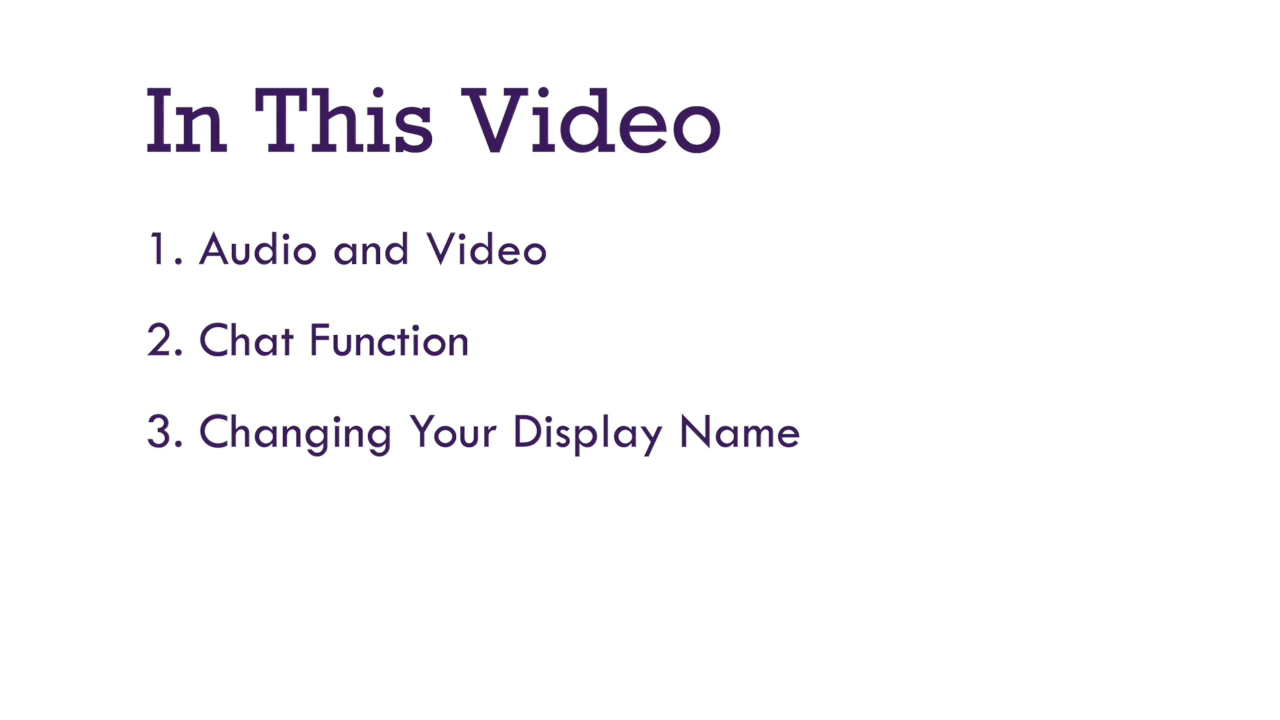 In This Video
1. Audio and Video
2. Chat Function
3. Changing Your Display Name